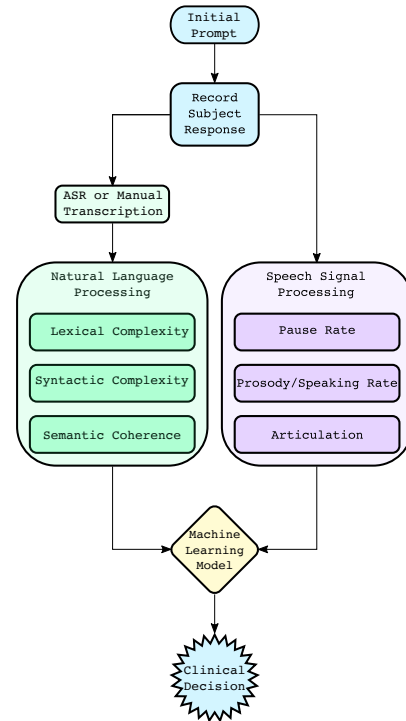 Initial
Prompt
Record
Subject
Response
ASR or Manual
Transcription
Natural Language
Processing
Lexical Complexity
Syntactic Complexity
Semantic Coherence
Speech Signal
Processing
Pause Rate
Prosody/Speaking Rate
Articulation
Machine
Learning
Model
Clinical
Decision